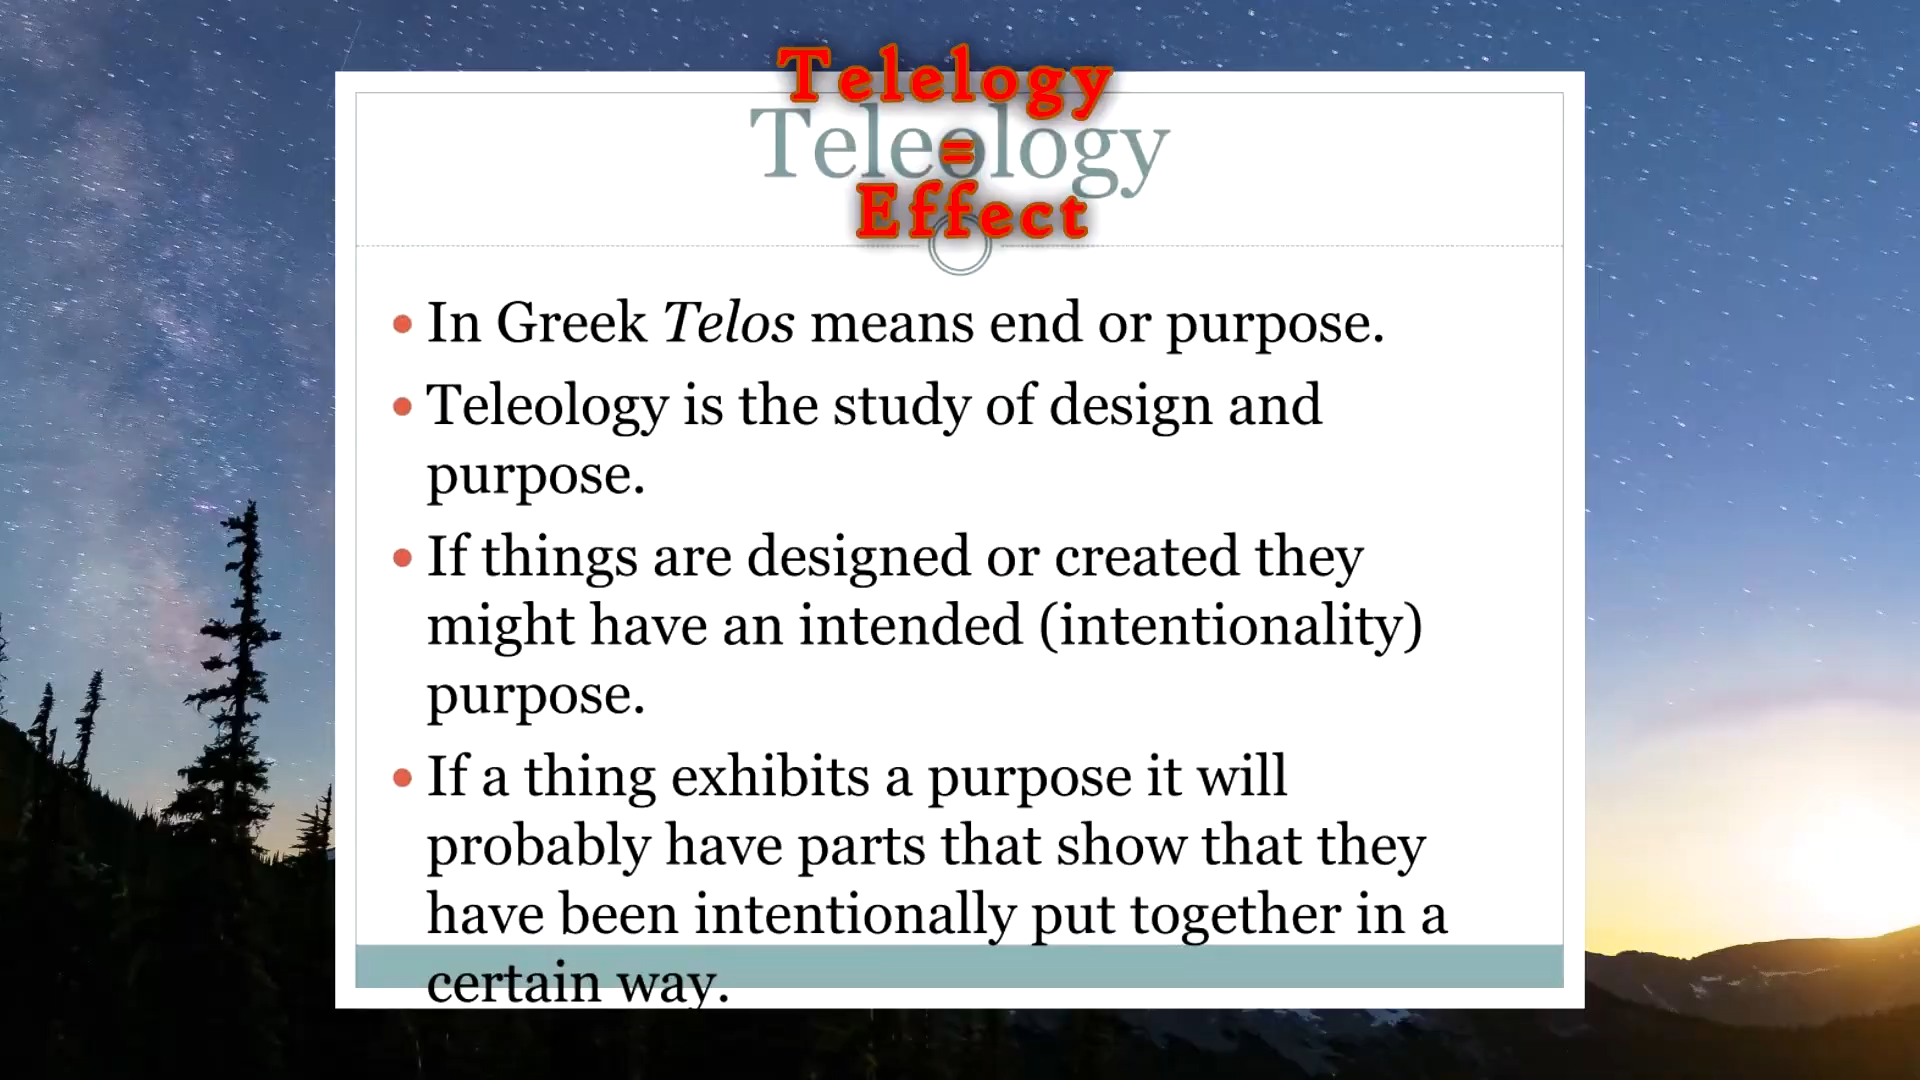 Telelogy
Teleology
=
Effect
• In Greek Telos means end or purpose.
• Teleology is the study of design and
purpose.
• If things are designed or created they
might have an intended (intentionality)
purpose.
• If a thing exhibits a purpose it will
probably have parts that show that they
have been intentionally put together in a
certain way.